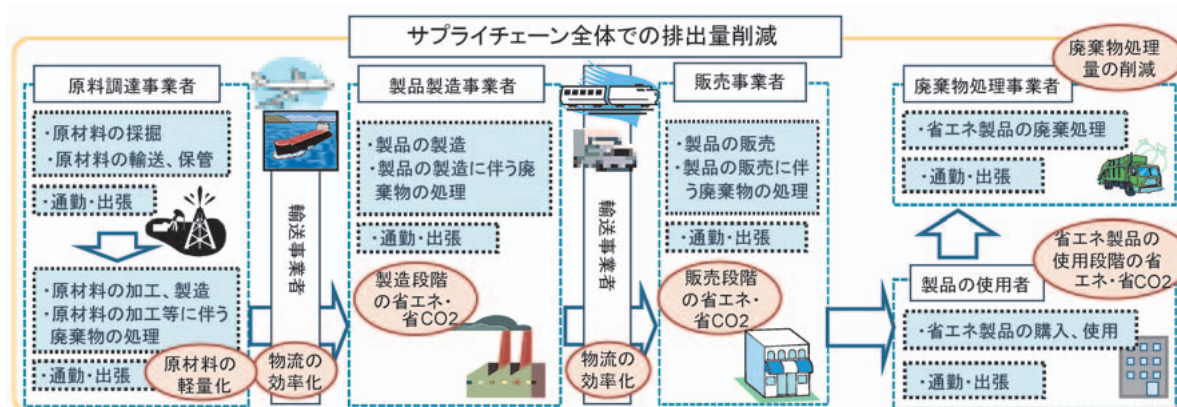 サプライチェーン全体での排出量削減
原料調達事業者
・原材料の採掘
・原材料の輸送、保管
・通勤・出張
・原材料の加工、製造
・原材料の加工等に伴う
廃棄物の処理
・通勤・出張
原材料の
軽量化
輸送事業者
物流の
効率化
製品製造事業者
・製品の製造
・製品の製造に伴う廃
棄物の処理
・通勤・出張
製造段階
の省エネ・
省CO2
輸送事業者
物流の
効率化
販売事業者
・製品の販売
・製品の販売に伴
う廃棄物の処理
・通勤・出張
販売段階
の省エネ・
省CO2
廃棄物処理
量の削減
廃棄物処理事業者
・省エネ製品の廃棄処理
・通勤・出張
省エネ製品の
使用段階の省
エネ・省CO2
製品の使用者
・省エネ製品の購入、使用
・通勤・出張